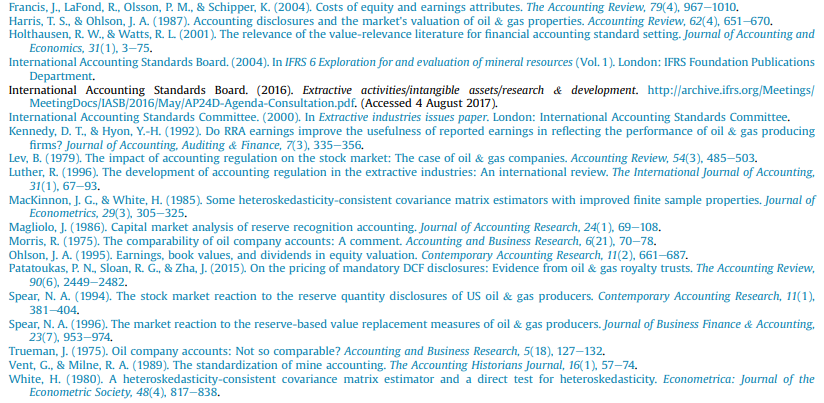 Francis, J., LaFond, R., Olsson, P. M., & Schipper, K. (2004). Costs of equity and earnings attributes. The Accounting Review, 79(4), 967–1010.
Harris, T. S., & Ohlson, J. A. (1987). Accounting disclosures and the market's valuation of oil & gas properties. Accounting Review, 62(4), 651–670.
Holthausen, R. W., & Watts, R. L. (2001). The relevance of the value-relevance literature for financial accounting standard setting. Journal of Accounting and
Economics, 31(1), 3–75.
International Accounting Standards Board. (2004). In IFRS 6 Exploration for and evaluation of mineral resources (Vol. 1). London: IFRS Foundation Publications
Department.
International Accounting Standards Board. (2016). Extractive activities/intangible assets/research & development. http://archive.ifrs.org/Meetings/
MeetingDocs/IASB/2016/May/AP24D-Agenda-Consultation.pdf. (Accessed 4 August 2017).
International Accounting Standards Committee. (2000). In Extractive industries issues paper. London: International Accounting Standards Committee.
Kennedy, D. T., & Hyon, Y.-H. (1992). Do RRA earnings improve the usefulness of reported earnings in reflecting the performance of oil & gas producing
firms? Journal of Accounting, Auditing & Finance, 7(3), 335–356.
Lev, B. (1979). The impact of accounting regulation on the stock market: The case of oil & gas companies. Accounting Review, 54(3), 485–503.
Luther, R. (1996). The development of accounting regulation in the extractive industries: An international review. The International Journal of Accounting,
31(1), 67–93.
MacKinnon, J. G., & White, H. (1985). Some heteroskedasticity-consistent covariance matrix estimators with improved finite sample properties. Journal of
Econometrics, 29(3), 305–325.
Magliolo, J. (1986). Capital market analysis of reserve recognition accounting. Journal of Accounting Research, 24(1), 69–108.
Morris, R. (1975). The comparability of oil company accounts: A comment. Accounting and Business Research, 6(21), 70–78.
Ohlson, J. A. (1995). Earnings, book values, and dividends in equity valuation. Contemporary Accounting Research, 11(2), 661–687.
Patatoukas, P. N., Sloan, R. G., & Zha, J. (2015). On the pricing of mandatory DCF disclosures: Evidence from oil & gas royalty trusts. The Accounting Review,
90(6), 2449–2482.
Spear, N. A. (1994). The stock market reaction to the reserve quantity disclosures of US oil & gas producers. Contemporary Accounting Research, 11(1),
381–404.
Spear, N. A. (1996). The market reaction to the reserve-based value replacement measures of oil & gas producers. Journal of Business Finance & Accounting,
23(7), 953–974.
Trueman, J. (1975). Oil company accounts: Not so comparable? Accounting and Business Research, 5(18), 127–132.
Vent, G., & Milne, R. A. (1989). The standardization of mine accounting. The Accounting Historians Journal, 16(1), 57–74.
White, H. (1980). A heteroskedasticity-consistent covariance matrix estimator and a direct test for heteroskedasticity. Econometrica: Journal of the
Econometric Society, 48(4), 817–838.